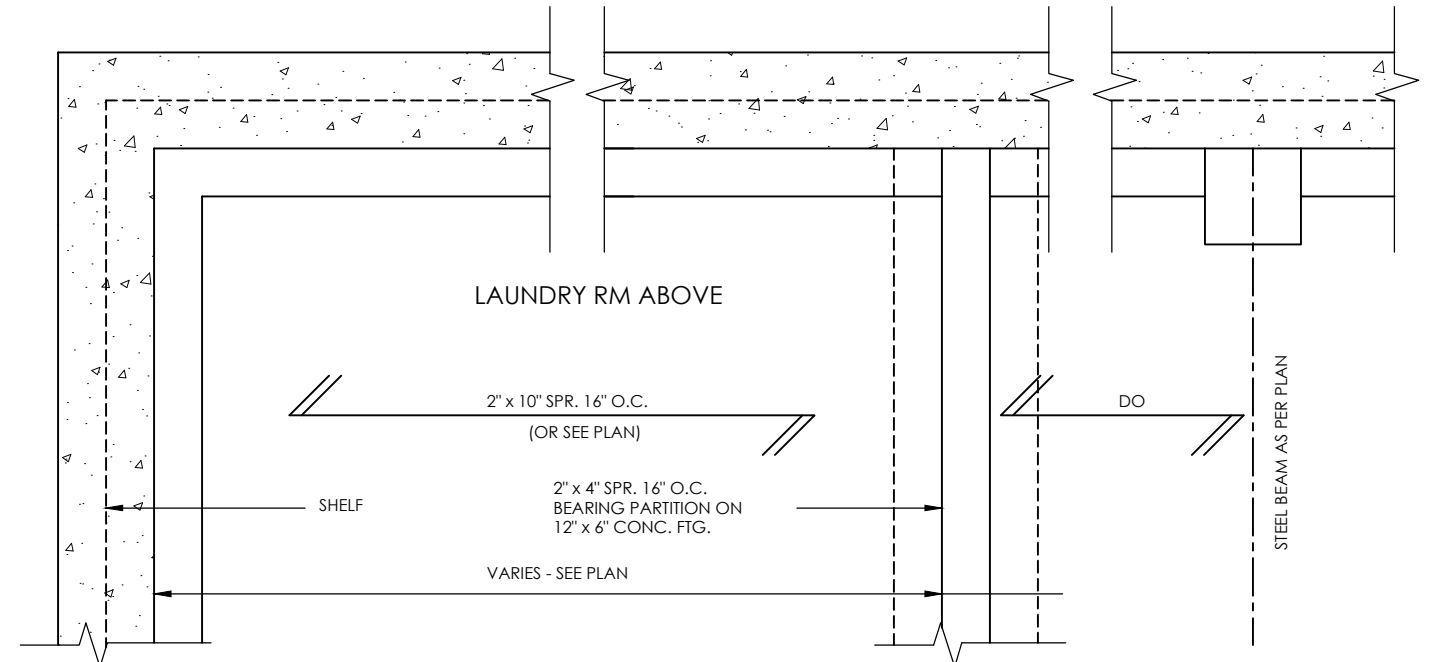 LAUNDRY RM ABOVE
2" x 10" SPR. 16" O.C.
(OR SEE PLAN)
DO
STEEL BEAM AS PER PLAN
SHELF
2" x 4" SPR. 16" O.C.
BEARING PARTITION ON
12" x 6" CONC. FTG.
VARIES - SEE PLAN